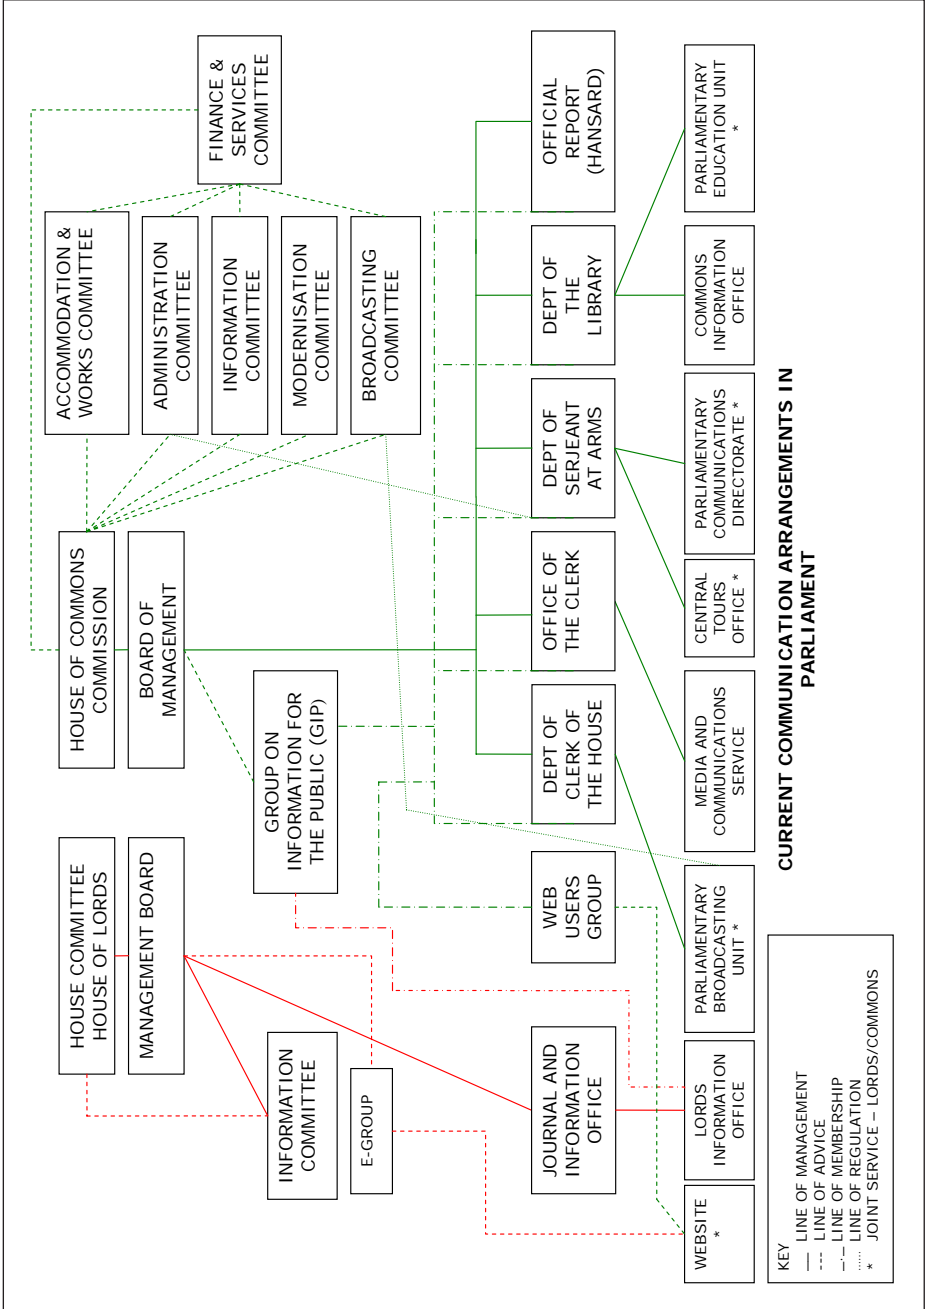 HOUSE COMMITTEE
HOUSE OF LORDS
MANAGEMENT BOARD
HOUSE OF COMMONS
COMMISSION
BOARD OF
MANAGEMENT
ACCOMMODATION &
WORKS COMMITTEE
ADMINISTRATION
COMMITTEE
INFORMATION
COMMITTEE
MODERNISATION
COMMITTEE
BROADCASTING
COMMITTEE
FINANCE &
SERVICES
COMMITTEE
INFORMATION
COMMITTEE
E-GROUP
GROUP ON
INFORMATION FOR
THE PUBLIC (GIP)
JOURNAL AND
INFORMATION
OFFICE
WEB
USERS
GROUP
DEPT OF
CLERK OF
THE HOUSE
OFFICE OF
THE CLERK
DEPT OF
SERJEANT
AT ARMS
DEPT OF
THE
LIBRARY
OFFICIAL
REPORT
(HANSARD)
WEBSITE
*
LORDS
INFORMATION
OFFICE
PARLIAMENTARY
BROADCASTING
UNIT *
MEDIA AND
COMMUNICATIONS
SERVICE
CENTRAL
TOURS
OFFICE *
PARLIAMENTARY
COMMUNICATIONS
DIRECTORATE *
COMMONS
INFORMATION
OFFICE
PARLIAMENTARY
EDUCATION UNIT
*
KEY
LINE OF MANAGEMENT
LINE OF ADVICE
LINE OF MEMBERSHIP
LINE OF REGULATION
* JOINT SERVICE – LORDS/COMMONS
CURRENT COMMUNICATION ARRANGEMENTS IN
PARLIAMENT